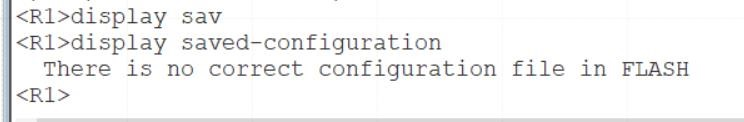 <R1>display sav
<R1>display saved-configuration
There is no correct configuration file in FLASH
<R1>